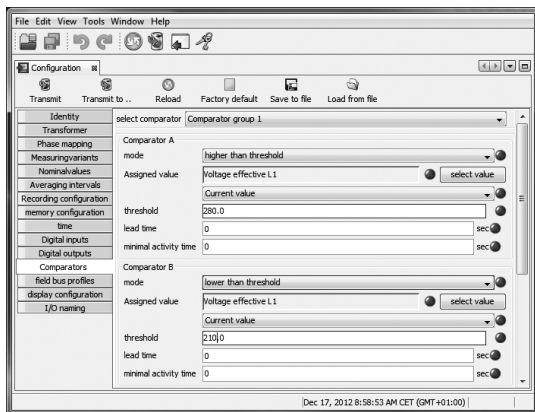 File Edit View Tools Window Help
Configuration
Transmit Transmit to .. Reload Factory default Save to file Load from file
Identity
Transformer
Phase mapping
Measuringvariants
Nominalvalues
Averaging intervals
Recording configuration
memory configuration
time
Digital inputs
Digital outputs
Comparators
field bus profiles
display configuration
I/O naming
select comparator Comparator group 1
Comparator A
mode higher than threshold
Assigned value Voltage effective L1 select value
Current value
threshold 280.0
lead time 0 sec
minimal activity time 0 sec
Comparator B
mode lower than threshold
Assigned value Voltage effective L1 select value
Current value
threshold 210.0
lead time 0 sec
minimal activity time 0 sec
Dec 17, 2012 8:58:53 AM CET (GMT+01:00)